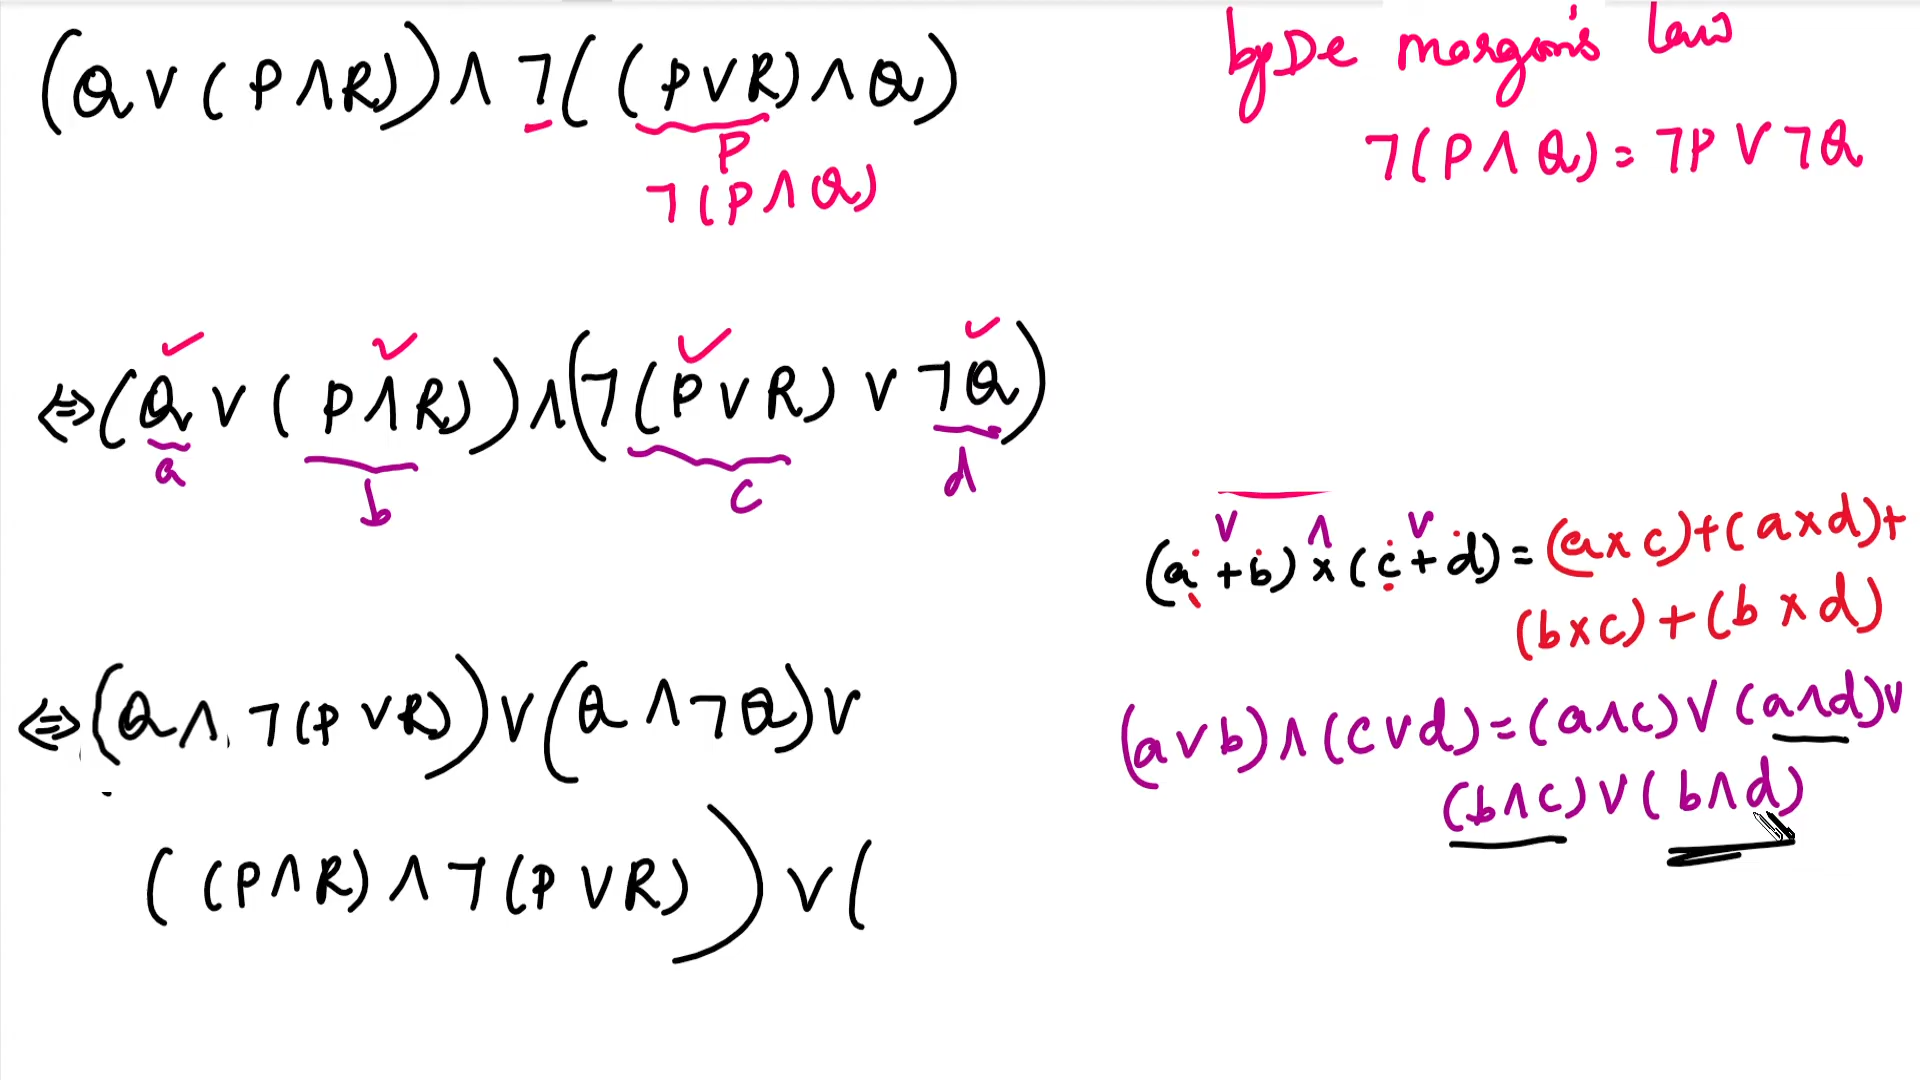 (Q ∨ (P ∧ R)) ∧ ¬((P ∨ R) ∧ Q)
P
¬(P ∧ Q)
by De morgan's law
¬(P ∧ Q) = ¬P ∨ ¬Q
⇔ (Q ∨ (P ∧ R)) ∧ (¬(P ∨ R) ∨ ¬Q)
a b c d
∨ ∧ ∨
(a + b) × (c + d) = (a × c) + (a × d) +
(b × c) + (b × d)
⇔ (Q ∧ ¬(P ∨ R)) ∨ (Q ∧ ¬Q) ∨
((P ∧ R) ∧ ¬(P ∨ R)) ∨ (
(a ∨ b) ∧ (c ∨ d) = (a ∧ c) ∨ (a ∧ d) ∨
(b ∧ c) ∨ (b ∧ d)